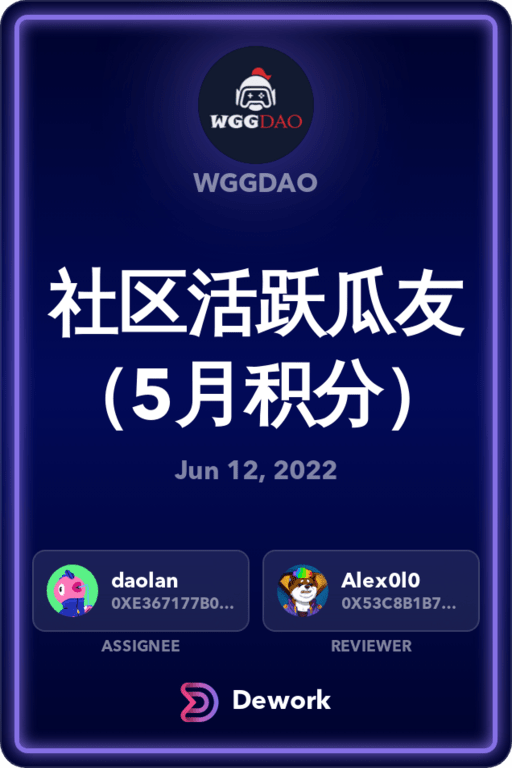 WGGDAO
WGGDAO
社区活跃瓜友
（5月积分）
Jun 12, 2022
daolan
0XE367177B0...
ASSIGNEE
Alex0l0
0X53C8B1B7...
REVIEWER
Dework